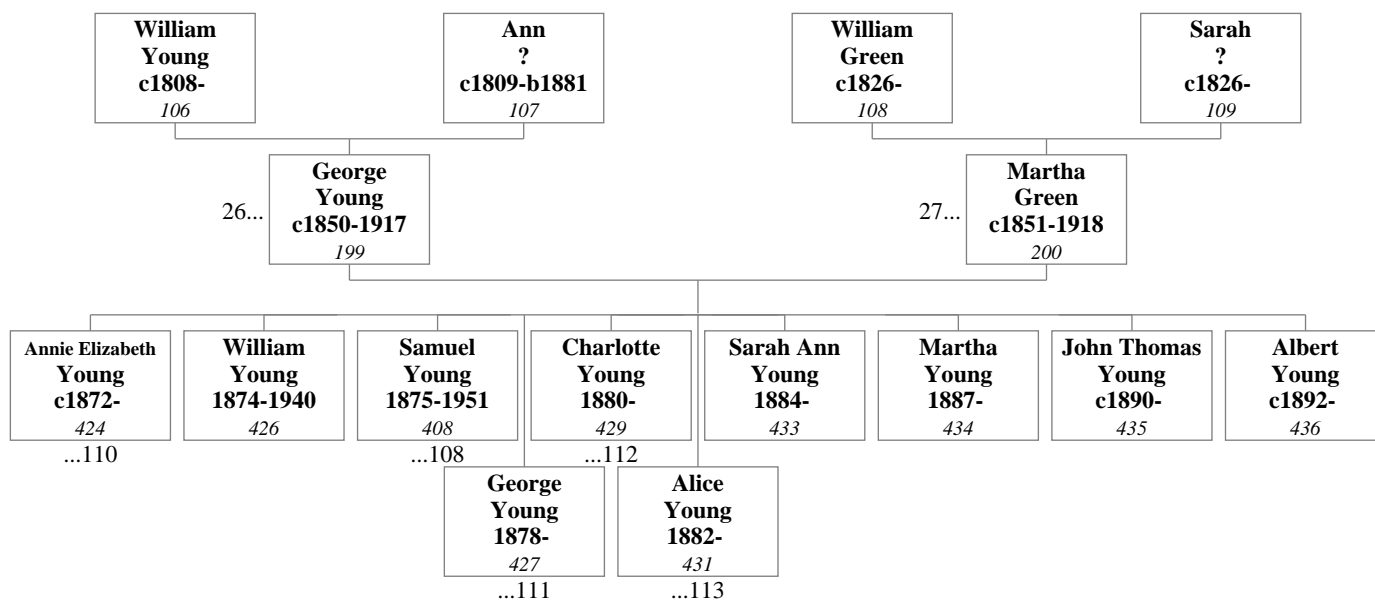 William
Young
c1808-
106
Ann
?
c1809-b1881
107
William
Green
c1826-
108
Sarah
?
c1826-
109
26...
George
Young
c1850-1917
199
27...
Martha
Green
c1851-1918
200
Annie Elizabeth
Young
c1872-
424
...110
William
Young
1874-1940
426
Samuel
Young
1875-1951
408
...108
Charlotte
Young
1880-
429
...112
Sarah Ann
Young
1884-
433
Martha
Young
1887-
434
John Thomas
Young
c1890-
435
Albert
Young
c1892-
436
George
Young
1878-
427
...111
Alice
Young
1882-
431
...113